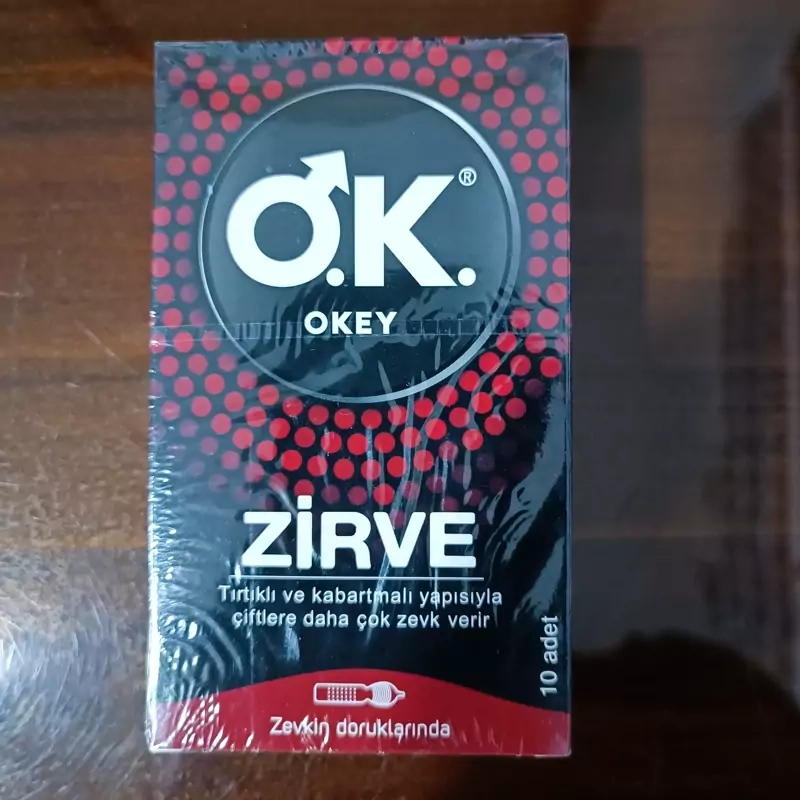 O.K.®
OKEY
ZİRVE
Tırtıklı ve kabartmalı yapısıyla
çiftlere daha çok zevk verir
10 adet
Zevkin doruklarında